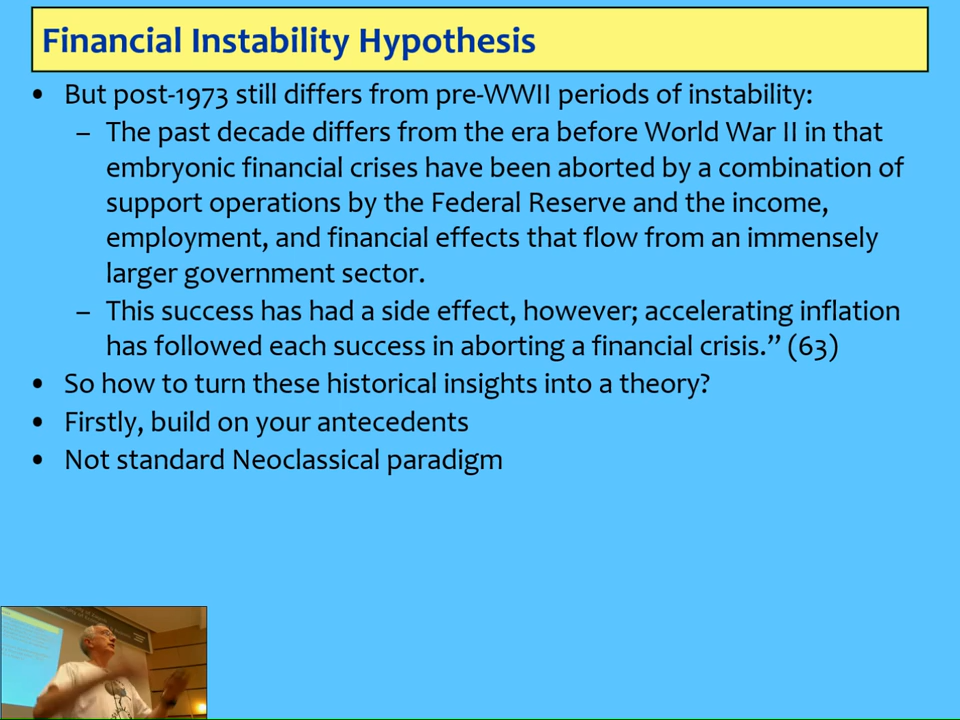 Financial Instability Hypothesis
• But post-1973 still differs from pre-WWII periods of instability:
– The past decade differs from the era before World War II in that
embryonic financial crises have been aborted by a combination of
support operations by the Federal Reserve and the income,
employment, and financial effects that flow from an immensely
larger government sector.
– This success has had a side effect, however; accelerating inflation
has followed each success in aborting a financial crisis.” (63)
• So how to turn these historical insights into a theory?
• Firstly, build on your antecedents
• Not standard Neoclassical paradigm